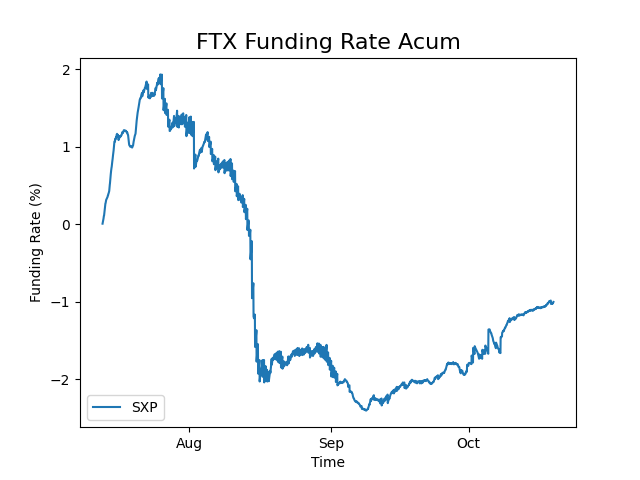 FTX Funding Rate Acum
Funding Rate (%)
2
1
0
−1
−2
SXP
Aug
Sep
Oct
Time